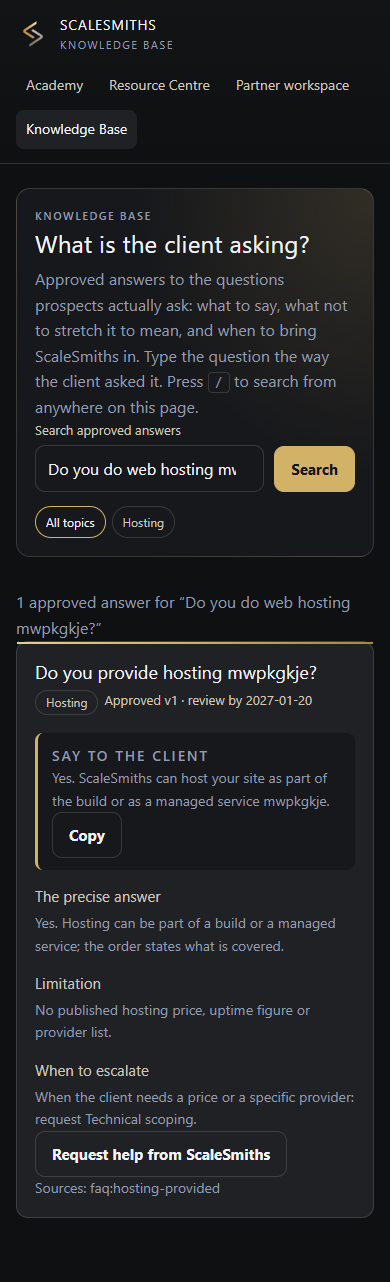 SCALESMITHS
KNOWLEDGE BASE
Academy Resource Centre Partner workspace
Knowledge Base
KNOWLEDGE BASE
What is the client asking?
Approved answers to the questions
prospects actually ask: what to say, what not
to stretch it to mean, and when to bring
ScaleSmiths in. Type the question the way
the client asked it. Press / to search from
anywhere on this page.
Search approved answers
Do you do web hosting mw
Search
All topics Hosting
1 approved answer for “Do you do web hosting
mwpkgkje?”
Do you provide hosting mwpkgkje?
Hosting Approved v1 · review by 2027-01-20
SAY TO THE CLIENT
Yes. ScaleSmiths can host your site as part of
the build or as a managed service mwpkgkje.
Copy
The precise answer
Yes. Hosting can be part of a build or a managed
service; the order states what is covered.
Limitation
No published hosting price, uptime figure or
provider list.
When to escalate
When the client needs a price or a specific provider:
request Technical scoping.
Request help from ScaleSmiths
Sources: faq:hosting-provided